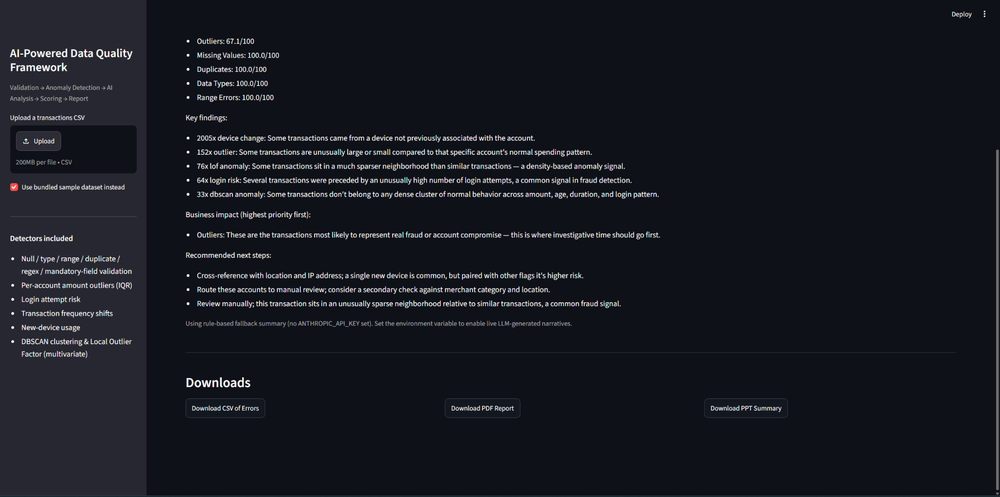 Deploy
AI-Powered Data Quality
Framework
Validation → Anomaly Detection → AI
Analysis → Scoring → Report
Upload a transactions CSV
Upload
200MB per file • CSV
Use bundled sample dataset instead
Detectors included
• Null / type / range / duplicate /
regex / mandatory-field validation
• Per-account amount outliers (IQR)
• Login attempt risk
• Transaction frequency shifts
• New-device usage
• DBSCAN clustering & Local Outlier
Factor (multivariate)
• Outliers: 67.1/100
• Missing Values: 100.0/100
• Duplicates: 100.0/100
• Data Types: 100.0/100
• Range Errors: 100.0/100
Key findings:
• 2005x device change: Some transactions came from a device not previously associated with the account.
• 152x outlier: Some transactions are unusually large or small compared to that specific account's normal spending pattern.
• 76x lof anomaly: Some transactions sit in a much sparser neighborhood than similar transactions — a density-based anomaly signal.
• 64x login risk: Several transactions were preceded by an unusually high number of login attempts, a common signal in fraud detection.
• 33x dbscan anomaly: Some transactions don't belong to any dense cluster of normal behavior across amount, age, duration, and login pattern.
Business impact (highest priority first):
• Outliers: These are the transactions most likely to represent real fraud or account compromise — this is where investigative time should go first.
Recommended next steps:
• Cross-reference with location and IP address; a single new device is common, but paired with other flags it's higher risk.
• Route these accounts to manual review; consider a secondary check against merchant category and location.
• Review manually; this transaction sits in an unusually sparse neighborhood relative to similar transactions, a common fraud signal.
Using rule-based fallback summary (no ANTHROPIC_API_KEY set). Set the environment variable to enable live LLM-generated narratives.
Downloads
Download CSV of Errors
Download PDF Report
Download PPT Summary